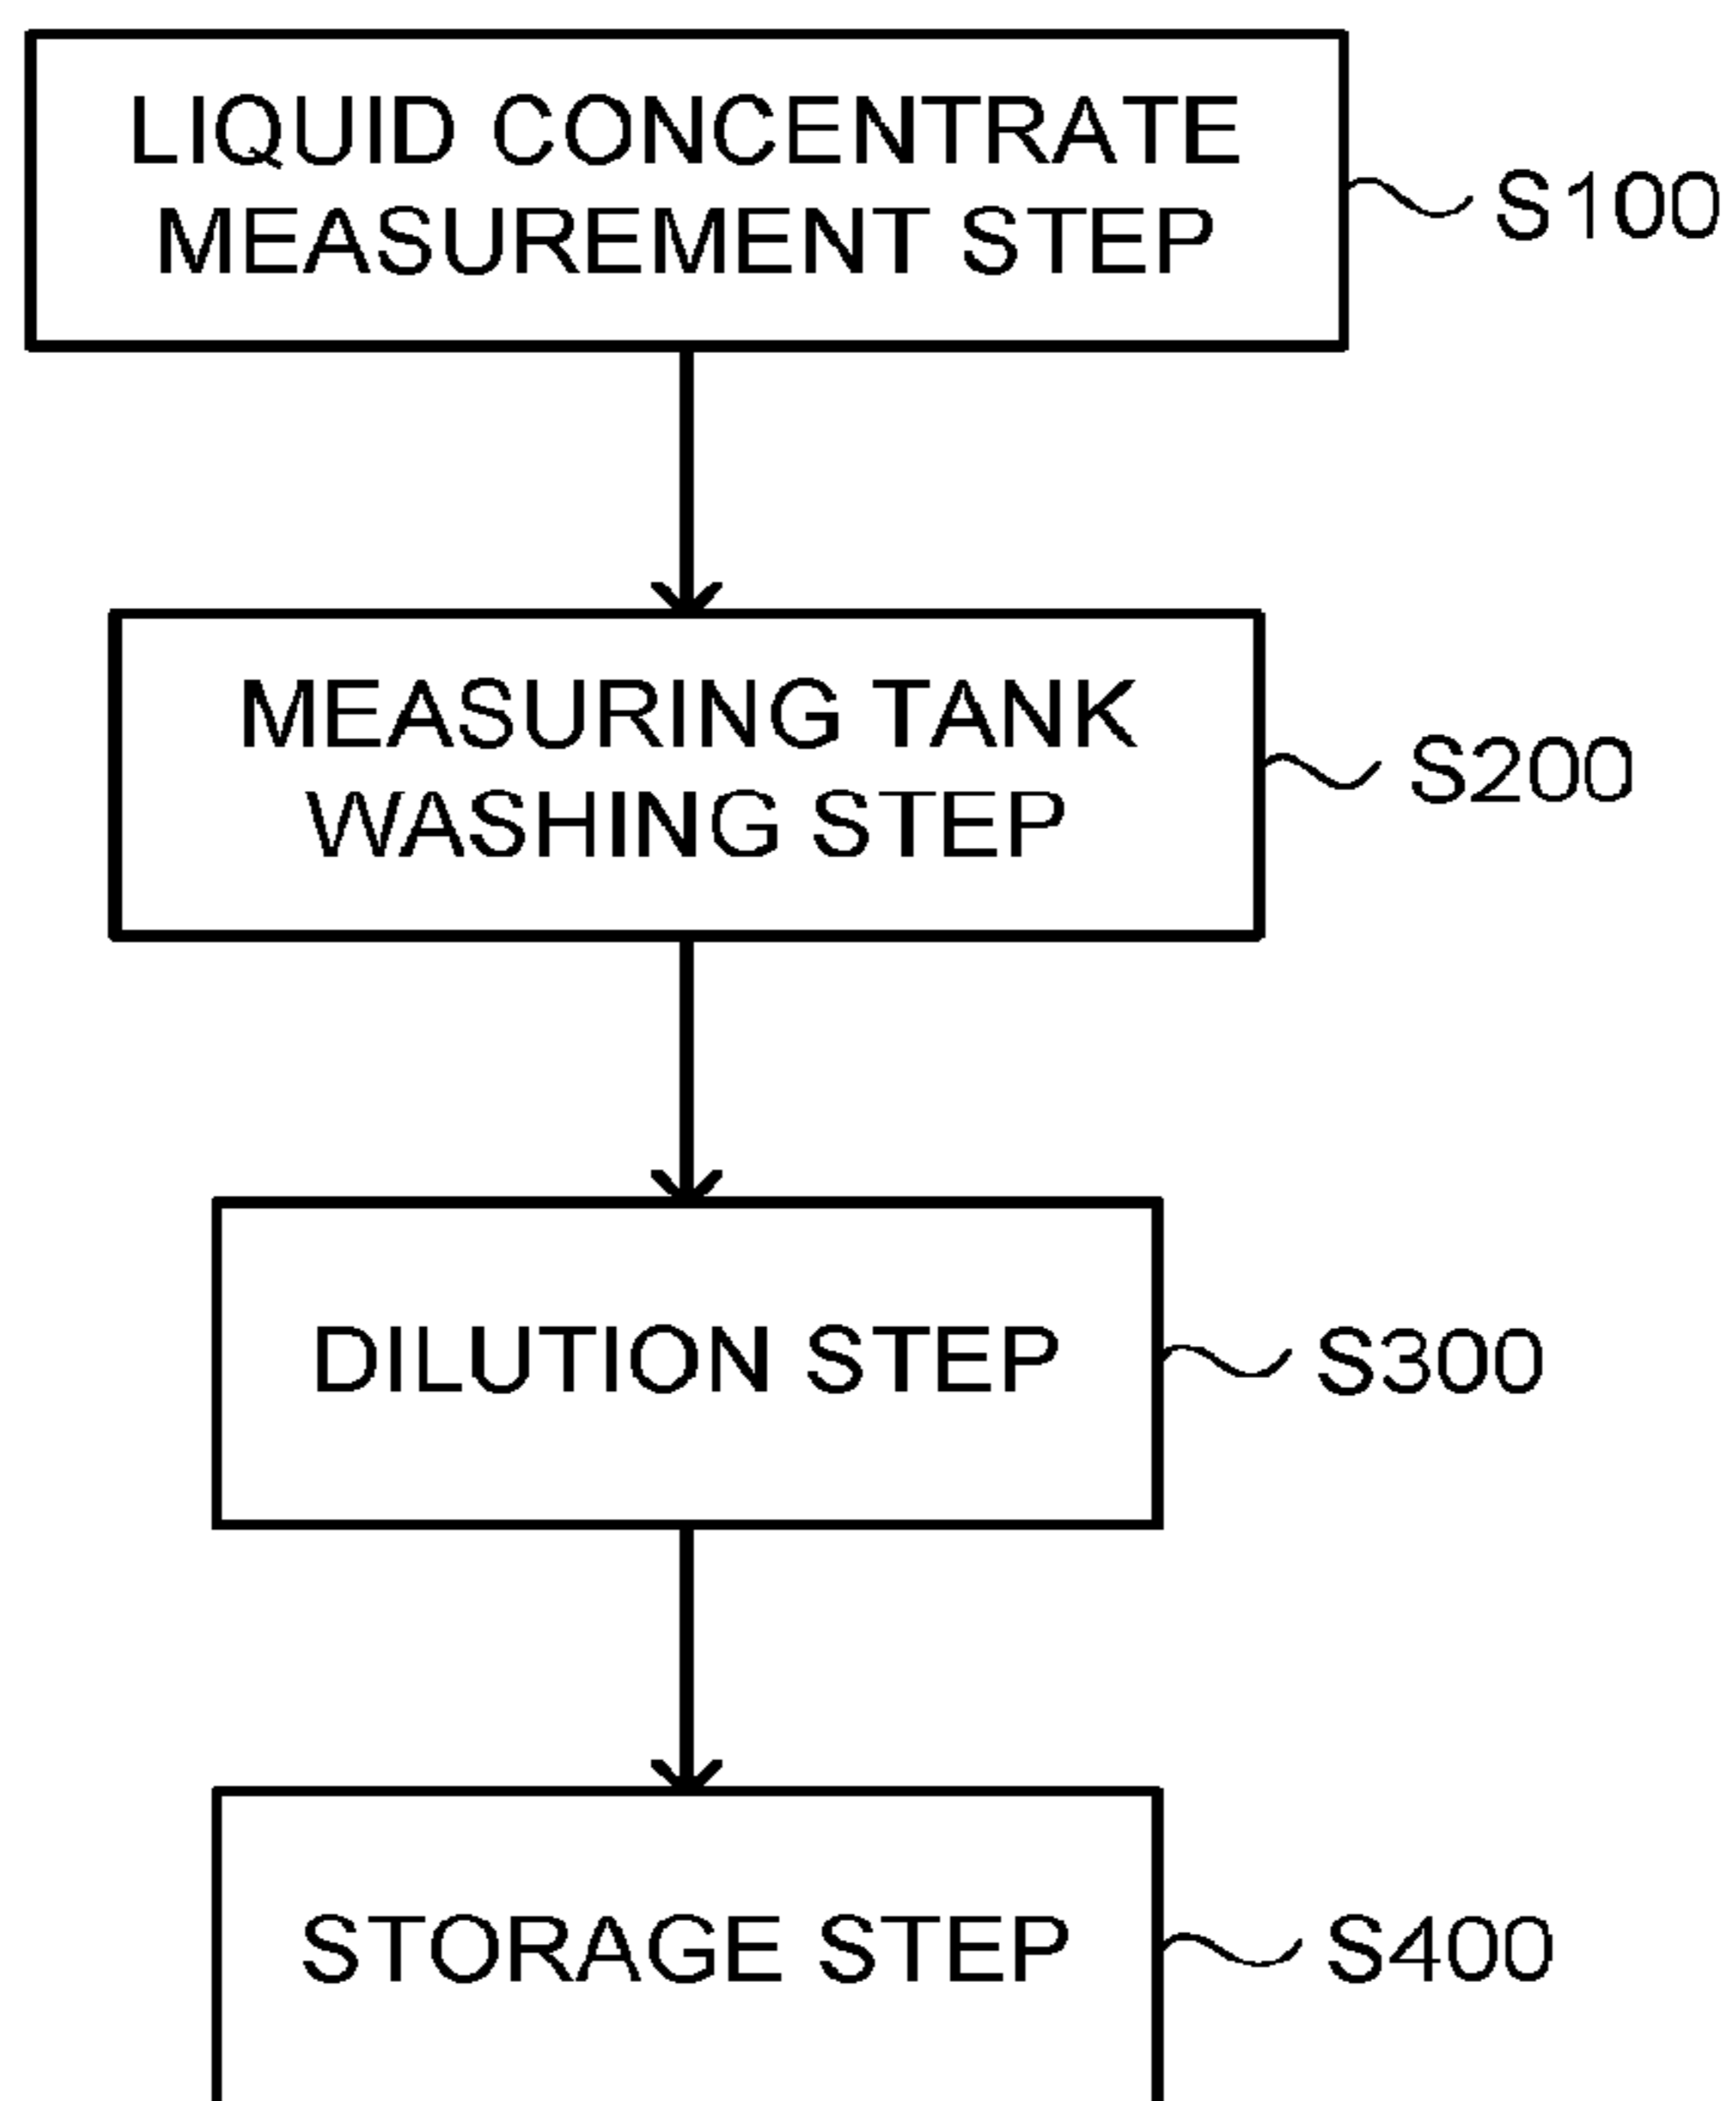 LIQUID CONCENTRATE
MEASUREMENT STEP
S100
MEASURING TANK
WASHING STEP
S200
DILUTION STEP
S300
STORAGE STEP
S400